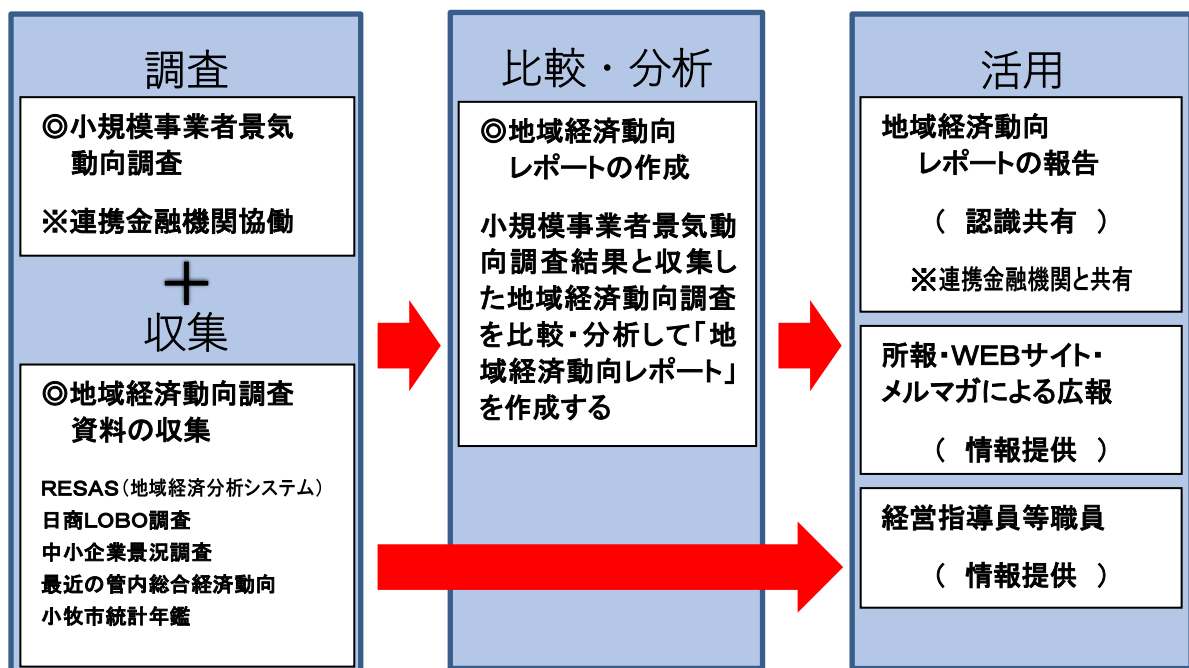 調査
◎小規模事業者景気
動向調査
※連携金融機関協働
＋
収集
◎地域経済動向調査
資料の収集
RESAS（地域経済分析システム）
日商LOBO調査
中小企業景況調査
最近の管内総合経済動向
小牧市統計年鑑
比較・分析
◎地域経済動向
レポートの作成
小規模事業者景気動
向調査結果と収集し
た地域経済動向調査
を比較・分析して「地
域経済動向レポート」
を作成する
活用
地域経済動向
レポートの報告
（ 認識共有 ）
※連携金融機関と共有
所報・WEBサイト・
メルマガによる広報
（ 情報提供 ）
経営指導員等職員
（ 情報提供 ）